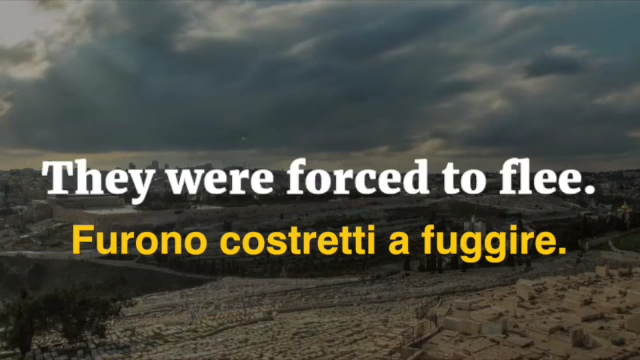 They were forced to flee.
Furono costretti a fuggire.